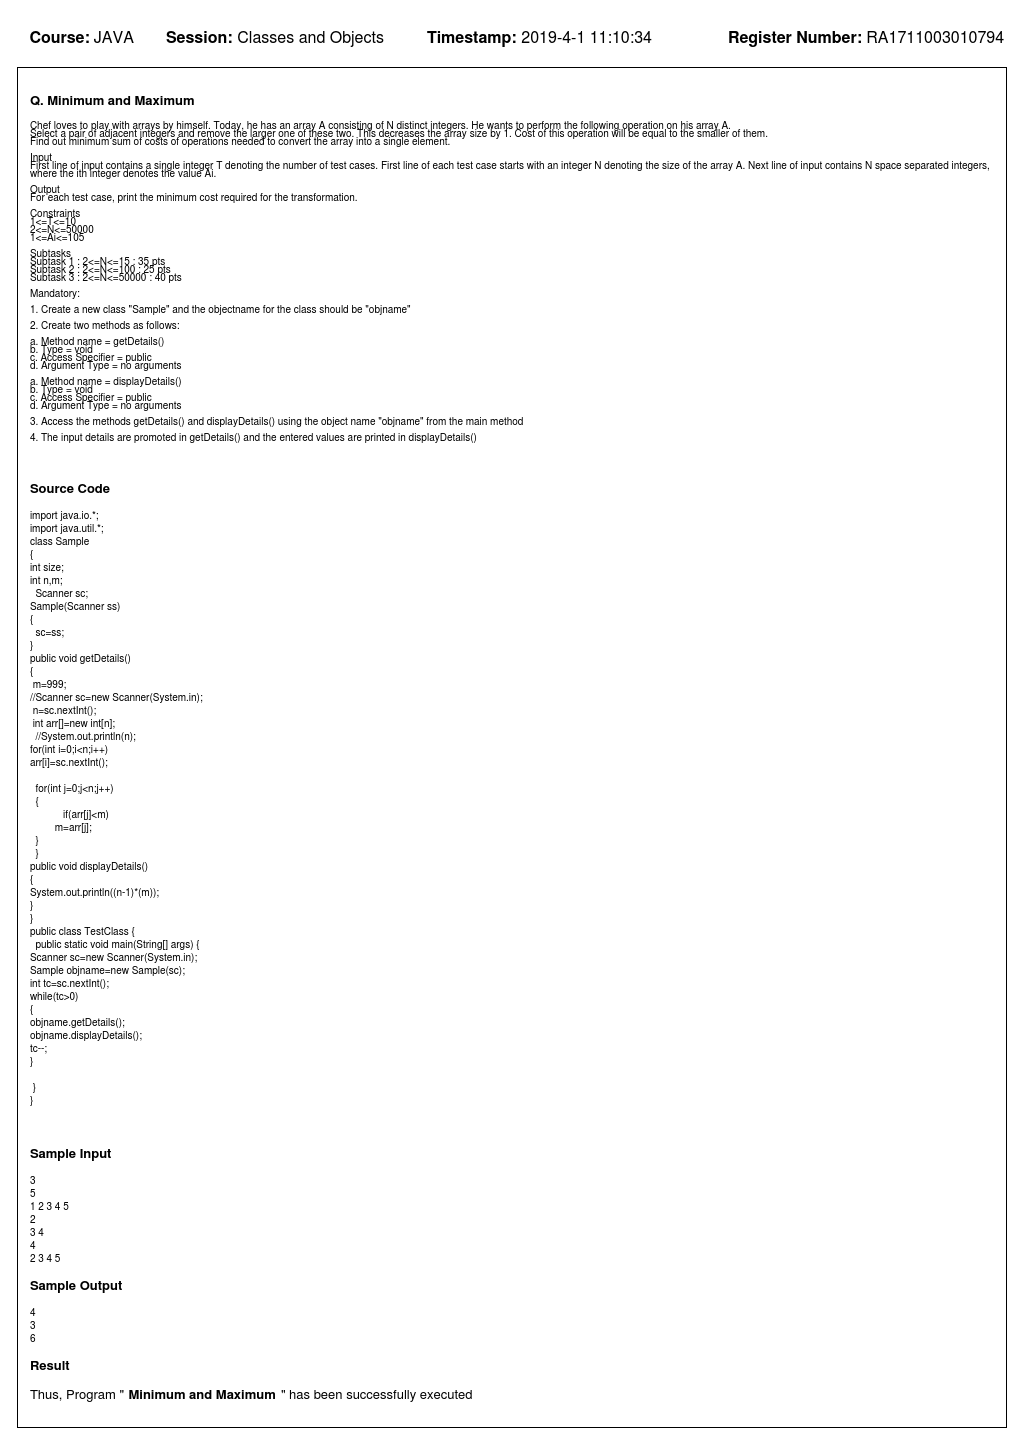 Course: JAVA Session: Classes and Objects Timestamp: 2019-4-1 11:10:34 Register Number: RA1711003010794
Q. Minimum and Maximum
Chef loves to play with arrays by himself. Today, he has an array A consisting of N distinct integers. He wants to perform the following operation on his array A.
Select a pair of adjacent integers and remove the larger one of these two. This decreases the array size by 1. Cost of this operation will be equal to the smaller of them.
Find out minimum sum of costs of operations needed to convert the array into a single element.
Input
First line of input contains a single integer T denoting the number of test cases. First line of each test case starts with an integer N denoting the size of the array A. Next line of input contains N space separated integers,
where the ith integer denotes the value Ai.
Output
For each test case, print the minimum cost required for the transformation.
Constraints
1<=T<=10
2<=N<=50000
1<=Ai<=105
Subtasks
Subtask 1 : 2<=N<=15 : 35 pts
Subtask 2 : 2<=N<=100 : 25 pts
Subtask 3 : 2<=N<=50000 : 40 pts
Mandatory:
1. Create a new class "Sample" and the objectname for the class should be "objname"
2. Create two methods as follows:
a. Method name = getDetails()
b. Type = void
c. Access Specifier = public
d. Argument Type = no arguments
a. Method name = displayDetails()
b. Type = void
c. Access Specifier = public
d. Argument Type = no arguments
3. Access the methods getDetails() and displayDetails() using the object name "objname" from the main method
4. The input details are promoted in getDetails() and the entered values are printed in displayDetails()
Source Code
import java.io.*;
import java.util.*;
class Sample
{
int size;
int n,m;
Scanner sc;
Sample(Scanner ss)
{
sc=ss;
}
public void getDetails()
{
m=999;
//Scanner sc=new Scanner(System.in);
n=sc.nextInt();
int arr[]=new int[n];
//System.out.println(n);
for(int i=0;i<n;i++)
arr[i]=sc.nextInt();
for(int j=0;j<n;j++)
{
if(arr[j]<m)
m=arr[j];
}
}
public void displayDetails()
{
System.out.println((n-1)*(m));
}
}
public class TestClass {
public static void main(String[] args) {
Scanner sc=new Scanner(System.in);
Sample objname=new Sample(sc);
int tc=sc.nextInt();
while(tc>0)
{
objname.getDetails();
objname.displayDetails();
tc--;
}
}
}
Sample Input
3
5
1 2 3 4 5
2
3 4
4
2 3 4 5
Sample Output
4
3
6
Result
Thus, Program " Minimum and Maximum " has been successfully executed